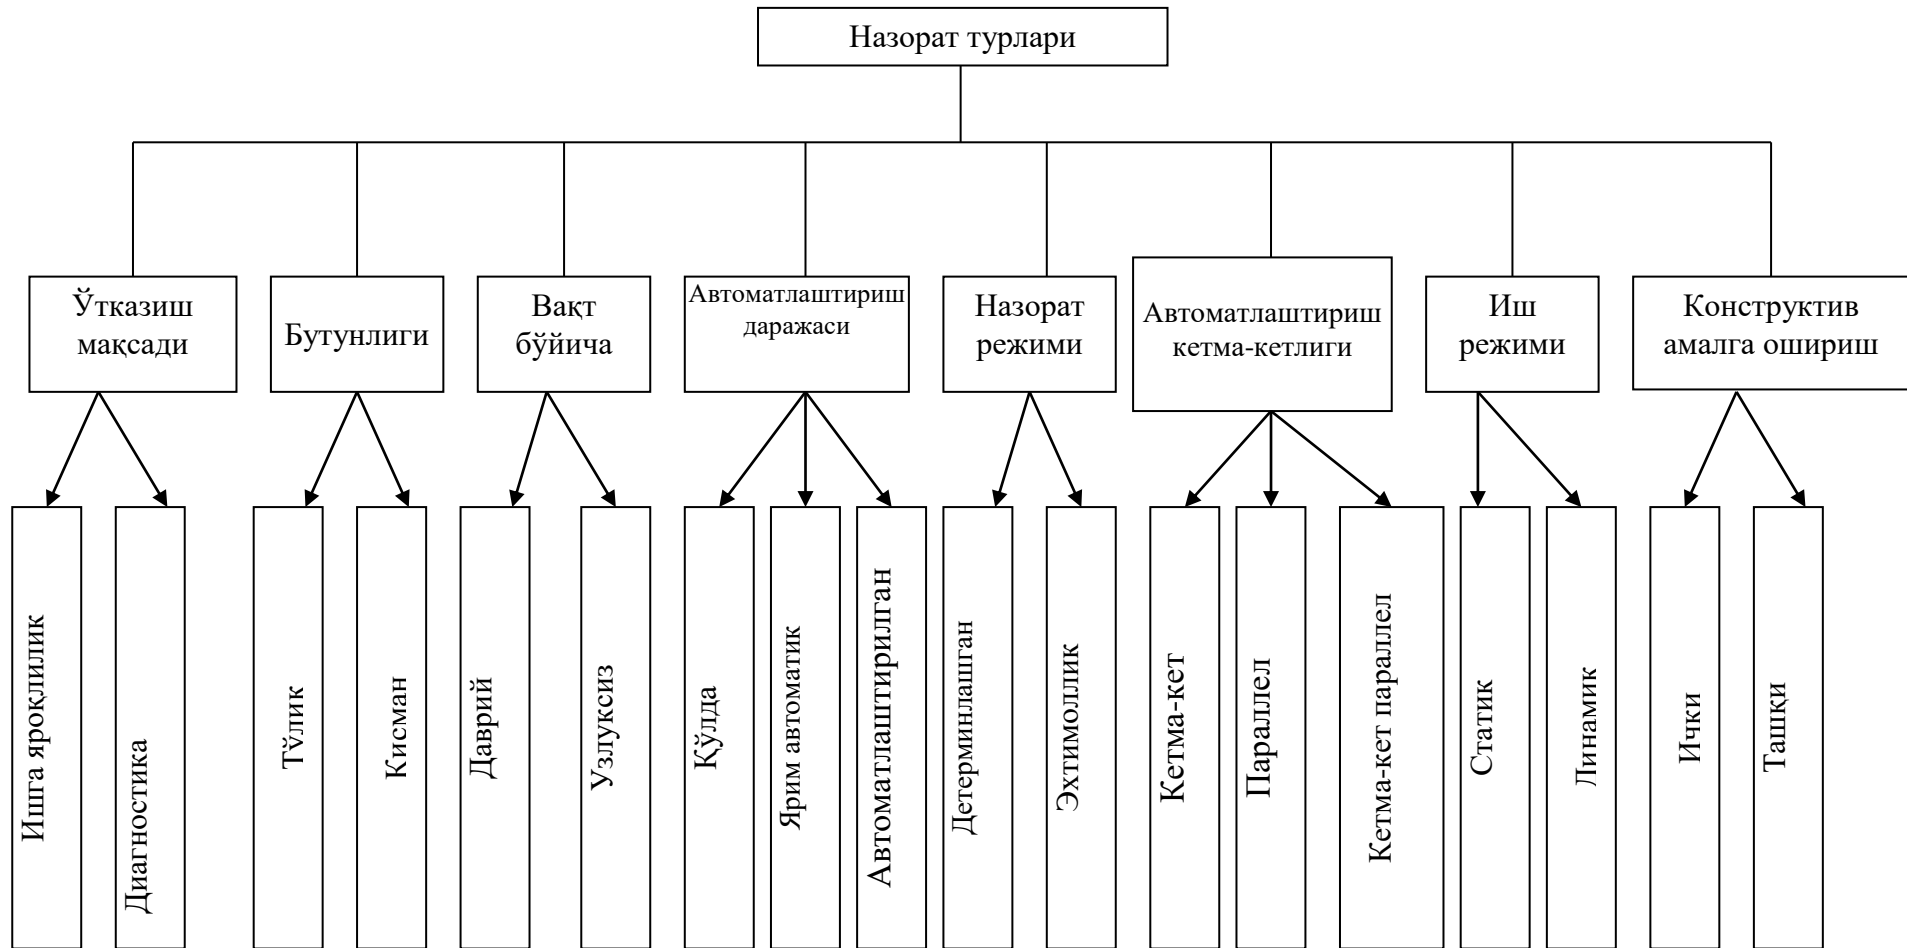 Назорат турлари
Ўтказиш
мақсади
Бутунлиги
Вақт
бўйича
Автоматлаштириш
даражаси
Назорат
режими
Автоматлаштириш
кетма-кетлиги
Иш
режими
Конструктив
амалга ошириш
Ишга яроқлилик
Диагностика
Тўлик
Кисман
Даврий
Узлуксиз
Қўлда
Ярим автоматик
Автоматлаштирилган
Детерминлашган
Эхтимоллик
Кетма-кет
Параллел
Кетма-кет параллел
Статик
Линамик
Ички
Ташқи